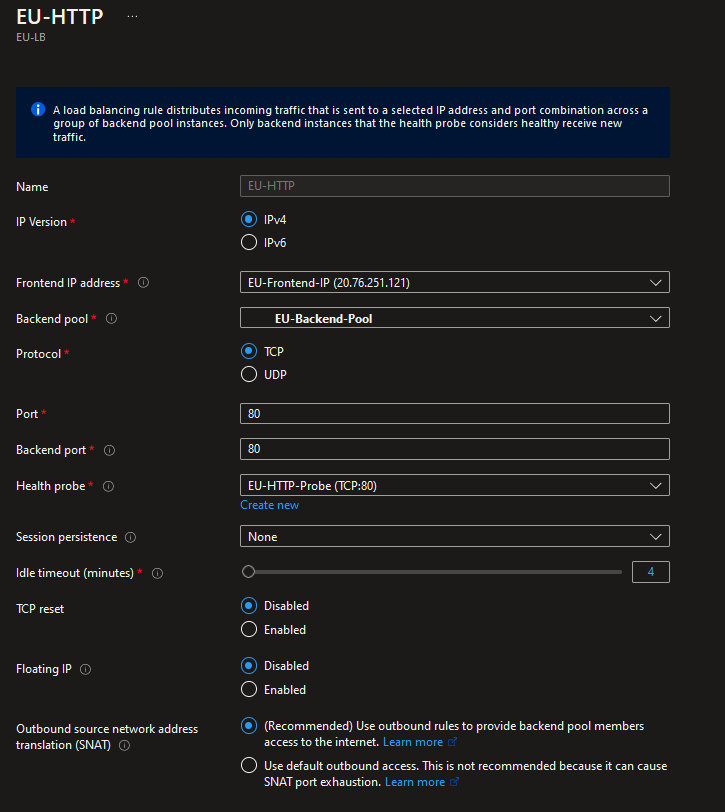 EU-HTTP ...
EU-LB
A load balancing rule distributes incoming traffic that is sent to a selected IP address and port combination across a
group of backend pool instances. Only backend instances that the health probe considers healthy receive new
traffic.
Name EU-HTTP
IP Version * IPv4
IPv6
Frontend IP address * EU-Frontend-IP (20.76.251.121)
Backend pool * EU-Backend-Pool
Protocol * TCP
UDP
Port * 80
Backend port * 80
Health probe * EU-HTTP-Probe (TCP:80)
Create new
Session persistence None
Idle timeout (minutes) * 4
TCP reset Disabled
Enabled
Floating IP Disabled
Enabled
Outbound source network address (Recommended) Use outbound rules to provide backend pool members
translation (SNAT) access to the internet. Learn more
Use default outbound access. This is not recommended because it can cause
SNAT port exhaustion. Learn more